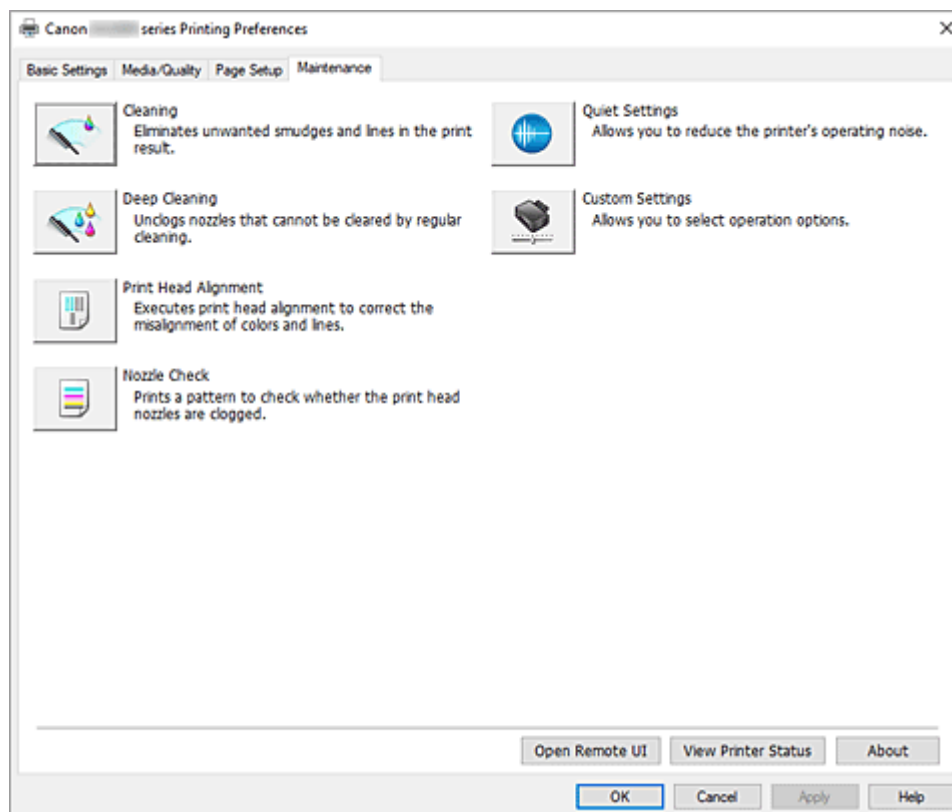 Canon series Printing Preferences
Basic Settings Media/Quality Page Setup Maintenance
Cleaning
Eliminates unwanted smudges and lines in the print
result.
Deep Cleaning
Unclogs nozzles that cannot be cleared by regular
cleaning.
Print Head Alignment
Executes print head alignment to correct the
misalignment of colors and lines.
Nozzle Check
Prints a pattern to check whether the print head
nozzles are clogged.
Quiet Settings
Allows you to reduce the printer's operating noise.
Custom Settings
Allows you to select operation options.
Open Remote UI View Printer Status About
OK Cancel Apply Help